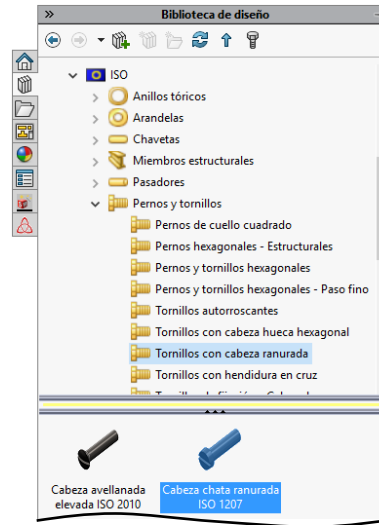 Biblioteca de diseño
ISO
Anillos tóricos
Arandelas
Chavetas
Miembros estructurales
Pasadores
Pernos y tornillos
Pernos de cuello cuadrado
Pernos hexagonales - Estructurales
Pernos y tornillos hexagonales
Pernos y tornillos hexagonales - Paso fino
Tornillos autorroscantes
Tornillos con cabeza hueca hexagonal
Tornillos con cabeza ranurada
Tornillos con hendidura en cruz
Cabeza avellanada
elevada ISO 2010
Cabeza chata ranurada
ISO 1207